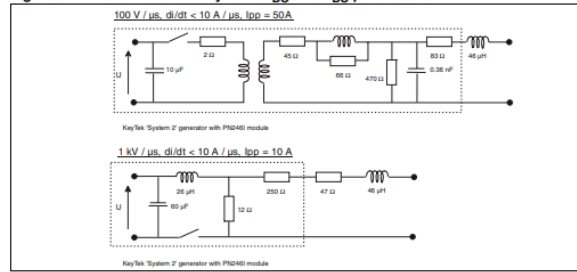 100 V / µs, di/dt < 10 A / µs, Ipp = 50A
U
10 µF
2 Ω
45 Ω
66 Ω
470 Ω
83 Ω
0.36 nF
46 µH
KeyTek 'System 2' generator with PN246I module
1 kV / µs, di/dt < 10 A / µs, Ipp = 10 A
U
60 µF
26 µH
12 Ω
250 Ω
47 Ω
46 µH
KeyTek 'System 2' generator with PN246I module